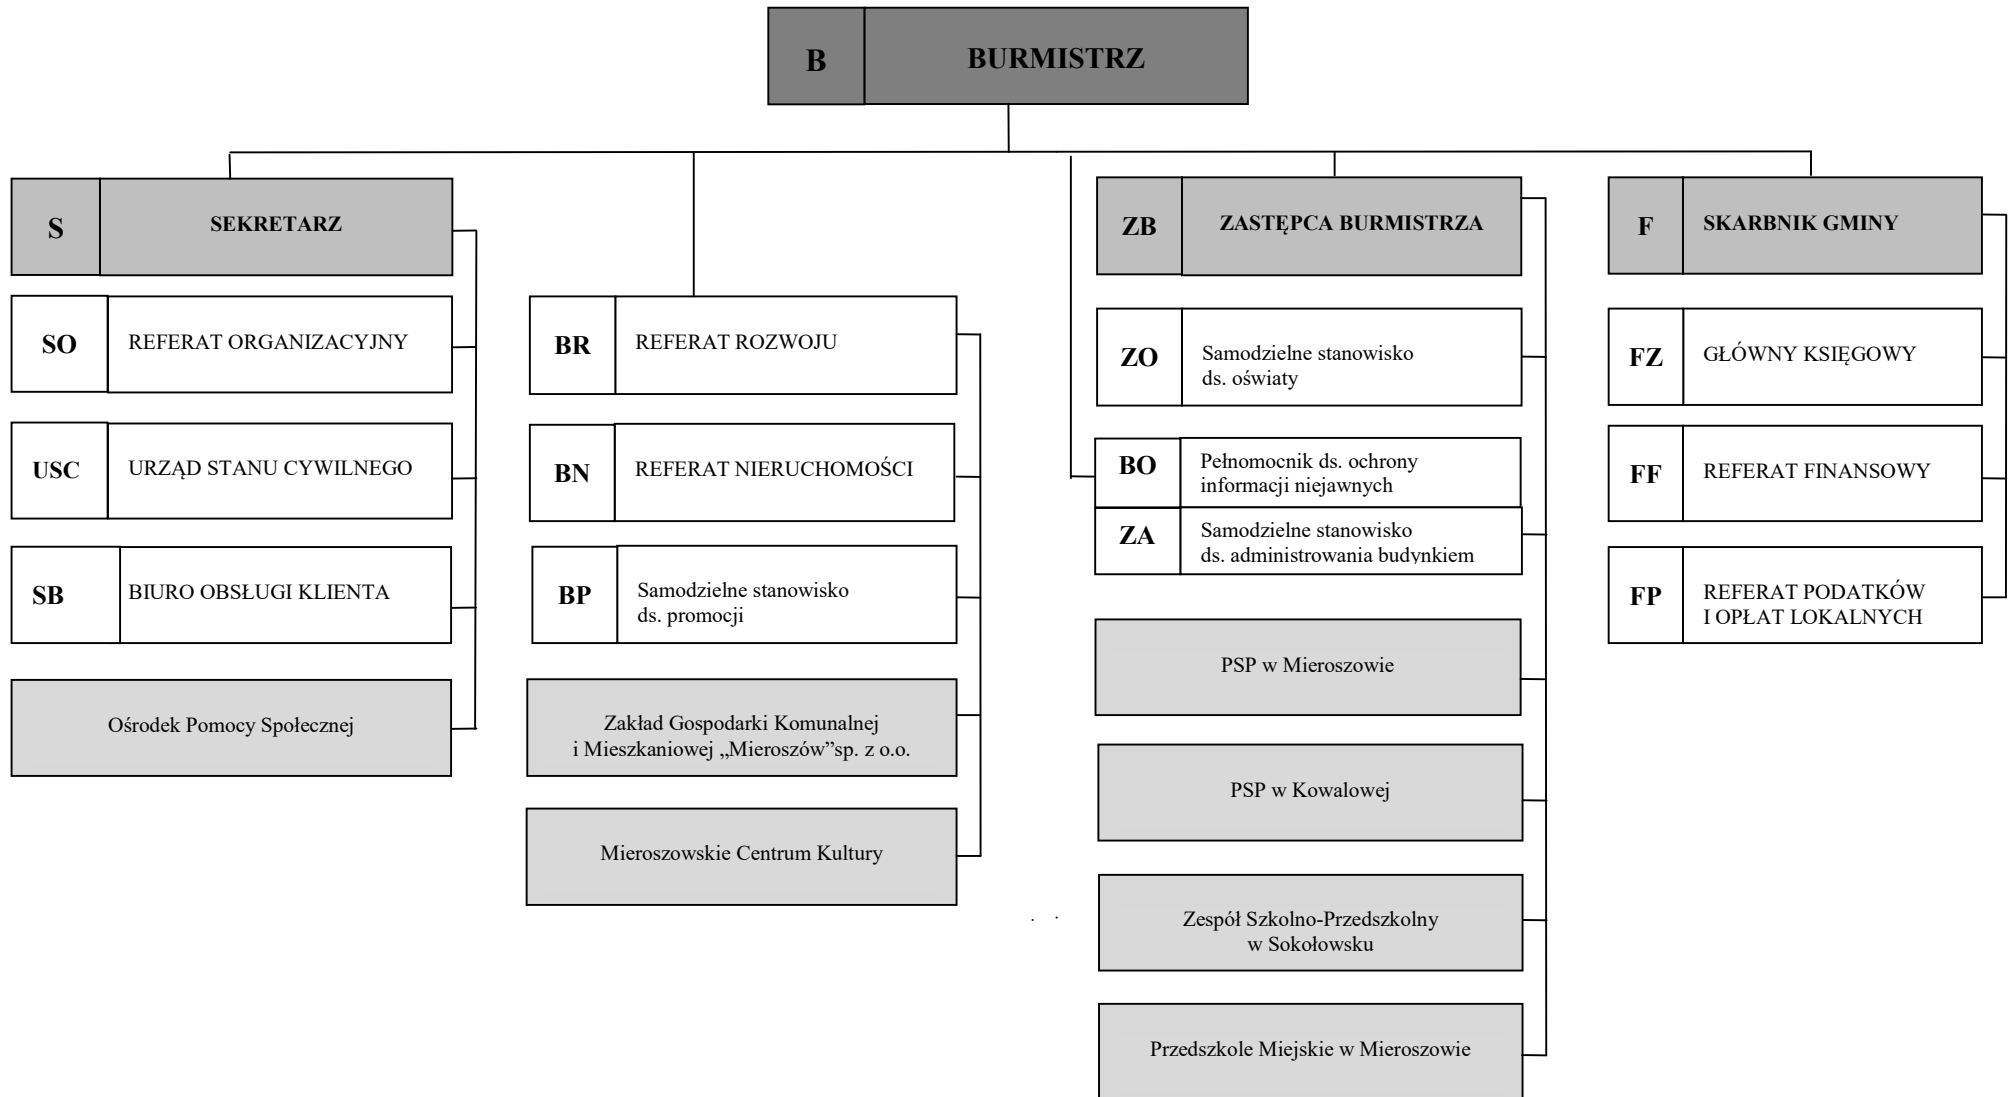 B BURMISTRZ
S SEKRETARZ
SO REFERAT ORGANIZACYJNY
USC URZĄD STANU CYWILNEGO
SB BIURO OBSŁUGI KLIENTA
Ośrodek Pomocy Społecznej
BR REFERAT ROZWOJU
BN REFERAT NIERUCHOMOŚCI
BP Samodzielne stanowisko
ds. promocji
Zakład Gospodarki Komunalnej
i Mieszkaniowej „Mieroszów”sp. z o.o.
Mieroszowskie Centrum Kultury
ZB ZASTĘPCA BURMISTRZA
ZO Samodzielne stanowisko
ds. oświaty
BO Pełnomocnik ds. ochrony
informacji niejawnych
ZA Samodzielne stanowisko
ds. administrowania budynkiem
PSP w Mieroszowie
PSP w Kowalowej
Zespół Szkolno-Przedszkolny
w Sokołowsku
Przedszkole Miejskie w Mieroszowie
F SKARBNIK GMINY
FZ GŁÓWNY KSIĘGOWY
FF REFERAT FINANSOWY
FP REFERAT PODATKÓW
I OPŁAT LOKALNYCH